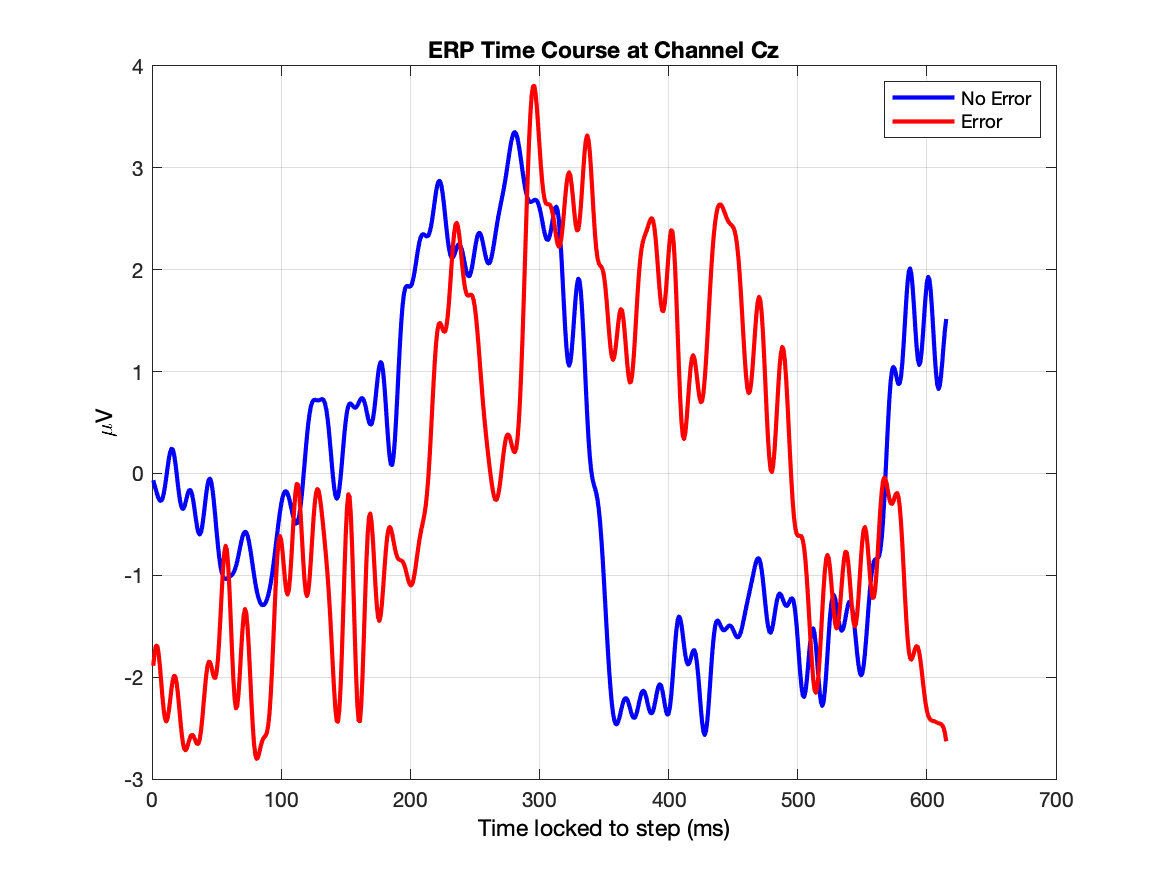 ERP Time Course at Channel Cz
4
3
2
1
0
-1
-2
-3
μV
No Error
Error
0 100 200 300 400 500 600 700
Time locked to step (ms)